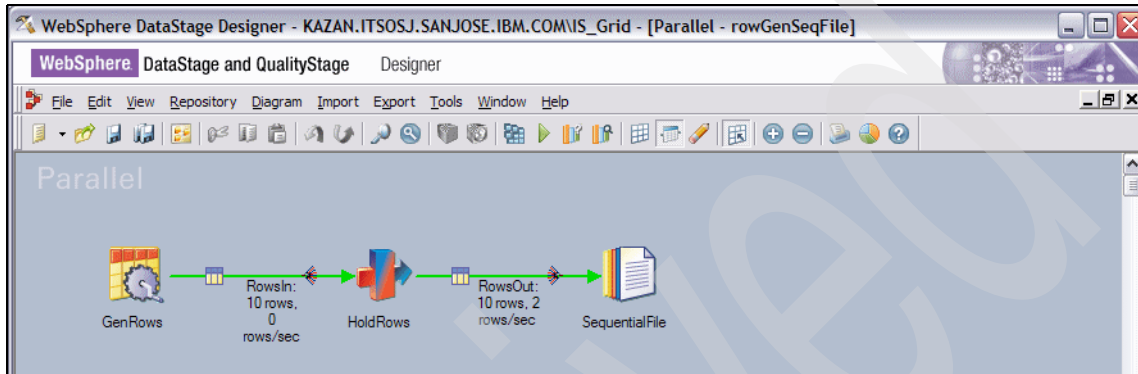 WebSphere DataStage Designer - KAZAN.ITSOSJ.SANJOSE.IBM.COM\IS_Grid - [Parallel - rowGenSeqFile]
WebSphere. DataStage and QualityStage Designer
File Edit View Repository Diagram Import Export Tools Window Help
Parallel
RowsIn:
10 rows,
0
rows/sec
RowsOut:
10 rows, 2
rows/sec
GenRows
HoldRows
SequentialFile